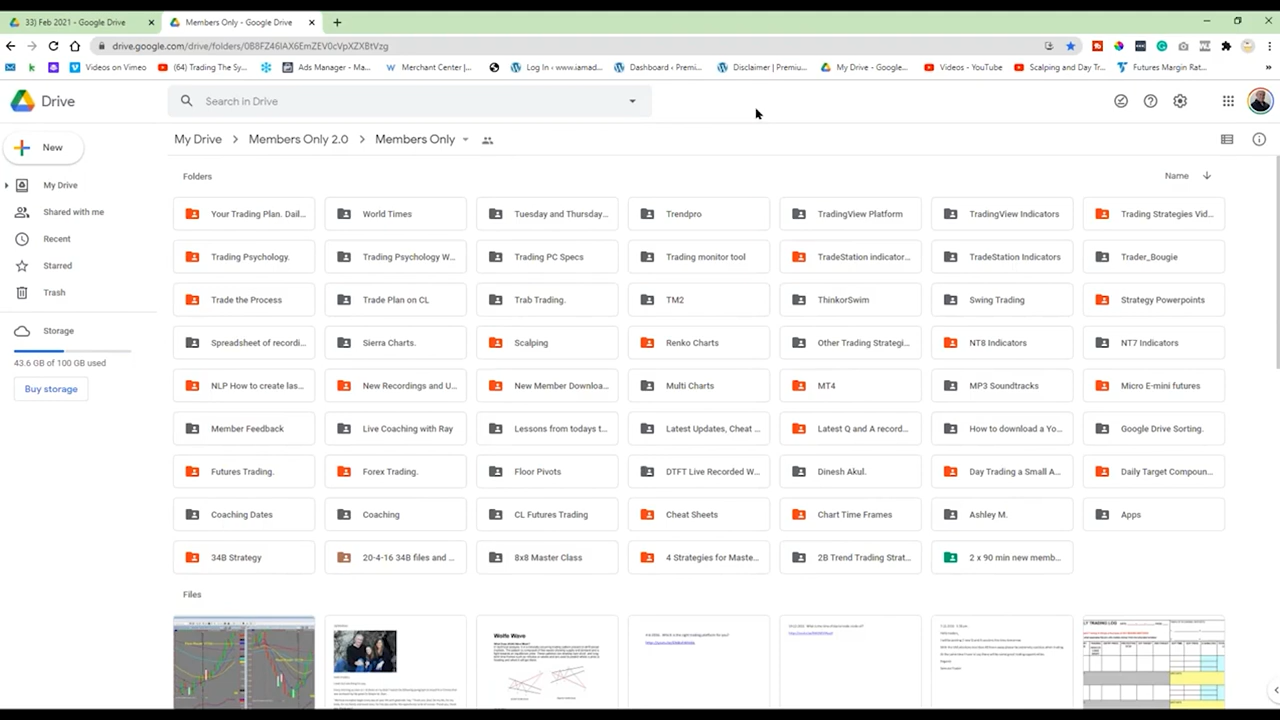 33) Feb 2021 - Google Drive
Members Only - Google Drive
drive.google.com/drive/folders/0B8FZ46IAX6EmZEV0cVpXZXBtVzg
Videos on Vimeo
(64) Trading The Sy...
Ads Manager - Ma...
Merchant Center |...
Log In ‹ www.iamad...
Dashboard ‹ Premi...
Disclaimer | Premiu...
My Drive - Google...
Videos - YouTube
Scalping and Day Tr...
Futures Margin Rat...
Drive
Search in Drive
New
My Drive
Shared with me
Recent
Starred
Trash
Storage
43.6 GB of 100 GB used
Buy storage
My Drive > Members Only 2.0 > Members Only
Folders
Name
Your Trading Plan. Dail...
World Times
Tuesday and Thursday...
Trendpro
TradingView Platform
TradingView Indicators
Trading Strategies Vid...
Trading Psychology.
Trading Psychology W...
Trading PC Specs
Trading monitor tool
TradeStation indicator...
TradeStation Indicators
Trader_Bougie
Trade the Process
Trade Plan on CL
Trab Trading.
TM2
ThinkorSwim
Swing Trading
Strategy Powerpoints
Spreadsheet of recordi...
Sierra Charts.
Scalping
Renko Charts
Other Trading Strategi...
NT8 Indicators
NT7 Indicators
NLP How to create las...
New Recordings and U...
New Member Downloa...
Multi Charts
MT4
MP3 Soundtracks
Micro E-mini futures
Member Feedback
Live Coaching with Ray
Lessons from todays t...
Latest Updates, Cheat ...
Latest Q and A record...
How to download a Yo...
Google Drive Sorting.
Futures Trading.
Forex Trading.
Floor Pivots
DTFT Live Recorded W...
Dinesh Akul.
Day Trading a Small A...
Daily Target Compoun...
Coaching Dates
Coaching
CL Futures Trading
Cheat Sheets
Chart Time Frames
Ashley M.
Apps
34B Strategy
20-4-16 34B files and ...
8x8 Master Class
4 Strategies for Maste...
2B Trend Trading Strat...
2 x 90 min new memb...
Files
Wolfe Wave
LY TRADING LOG